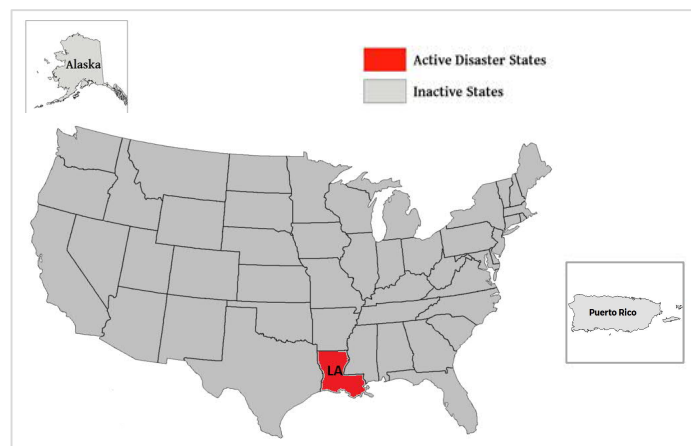 Alaska
Active Disaster States
Inactive States
Puerto Rico
LA